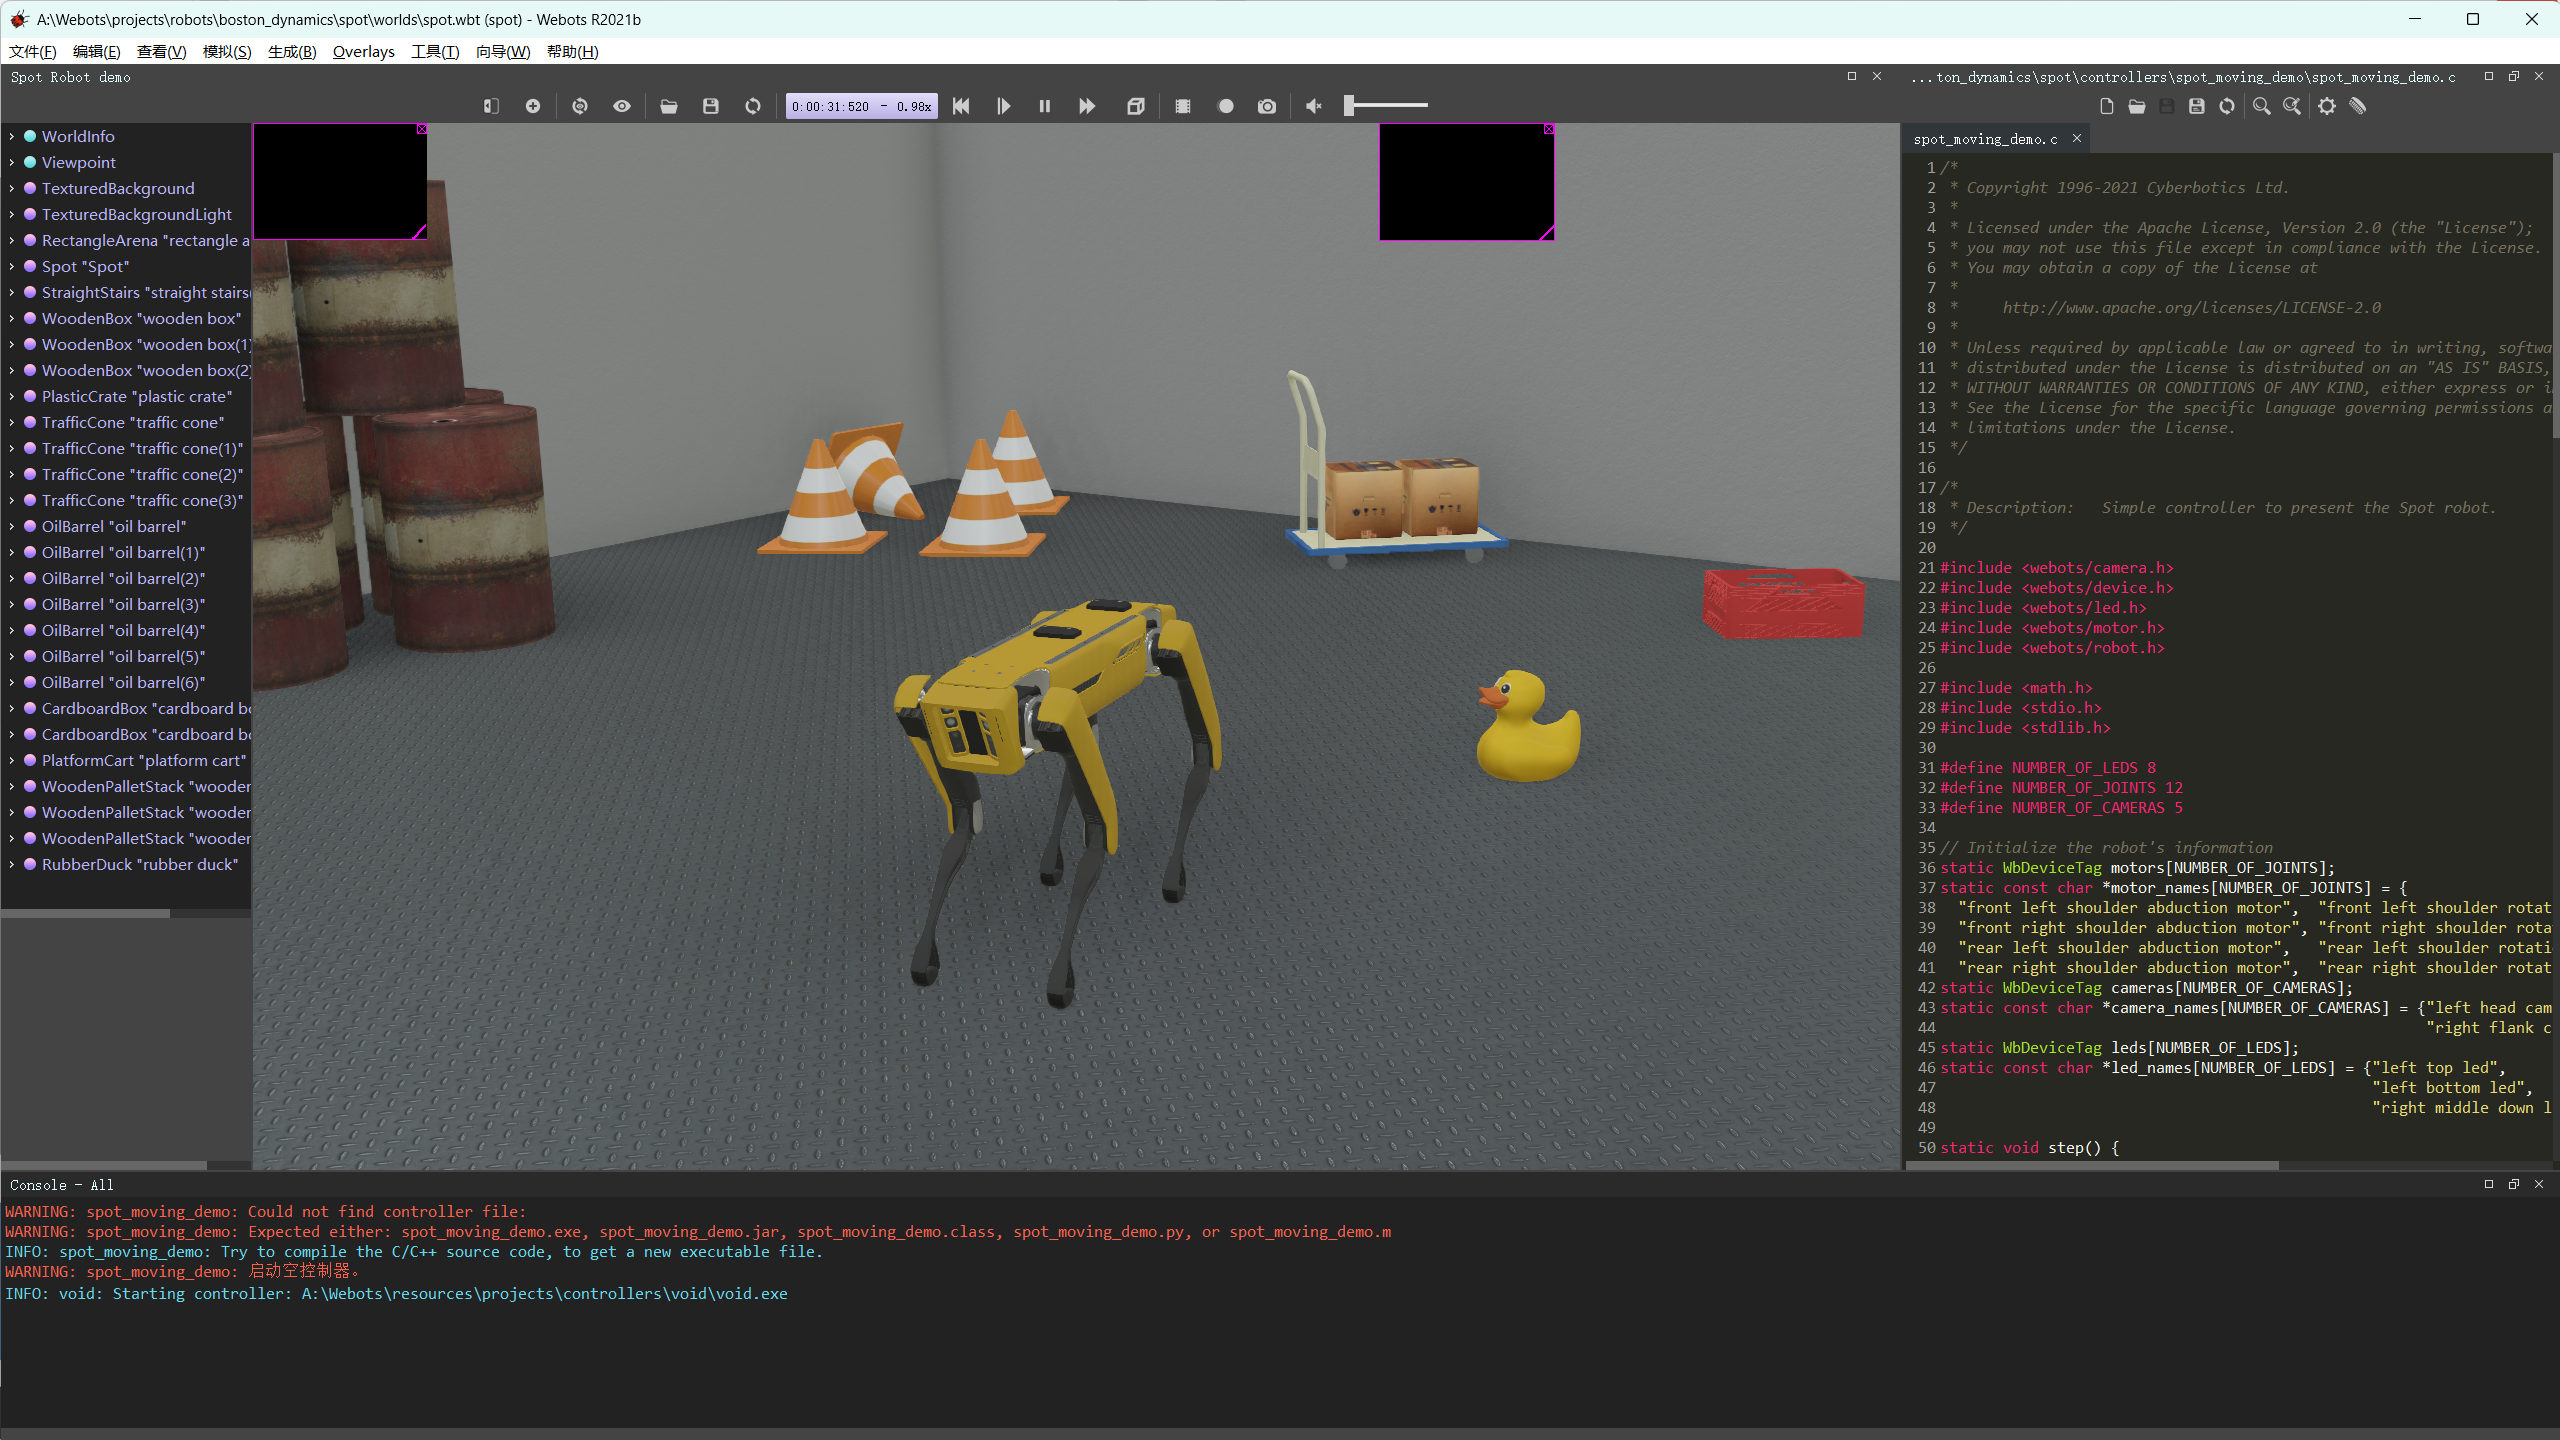 A:\Webots\projects\robots\boston_dynamics\spot\worlds\spot.wbt (spot) - Webots R2021b
文件(F) 编辑(E) 查看(V) 模拟(S) 生成(B) Overlays 工具(T) 向导(W) 帮助(H)
Spot Robot demo
0:00:31:520 - 0.98x
WorldInfo
Viewpoint
TexturedBackground
TexturedBackgroundLight
RectangleArena "rectangle a
Spot "Spot"
StraightStairs "straight stairs(
WoodenBox "wooden box"
WoodenBox "wooden box(1)
WoodenBox "wooden box(2)
PlasticCrate "plastic crate"
TrafficCone "traffic cone"
TrafficCone "traffic cone(1)"
TrafficCone "traffic cone(2)"
TrafficCone "traffic cone(3)"
OilBarrel "oil barrel"
OilBarrel "oil barrel(1)"
OilBarrel "oil barrel(2)"
OilBarrel "oil barrel(3)"
OilBarrel "oil barrel(4)"
OilBarrel "oil barrel(5)"
OilBarrel "oil barrel(6)"
CardboardBox "cardboard bo
CardboardBox "cardboard bo
PlatformCart "platform cart"
WoodenPalletStack "wooden
WoodenPalletStack "wooden
WoodenPalletStack "wooden
RubberDuck "rubber duck"
...ton_dynamics\spot\controllers\spot_moving_demo\spot_moving_demo.c
spot_moving_demo.c
1 /*
2  * Copyright 1996-2021 Cyberbotics Ltd.
3  *
4  * Licensed under the Apache License, Version 2.0 (the "License");
5  * you may not use this file except in compliance with the License.
6  * You may obtain a copy of the License at
7  *
8  *     http://www.apache.org/licenses/LICENSE-2.0
9  *
10  * Unless required by applicable law or agreed to in writing, softwa
11  * distributed under the License is distributed on an "AS IS" BASIS,
12  * WITHOUT WARRANTIES OR CONDITIONS OF ANY KIND, either express or i
13  * See the License for the specific language governing permissions a
14  * limitations under the License.
15  */
16
17 /*
18  * Description:   Simple controller to present the Spot robot.
19  */
20
21 #include <webots/camera.h>
22 #include <webots/device.h>
23 #include <webots/led.h>
24 #include <webots/motor.h>
25 #include <webots/robot.h>
26
27 #include <math.h>
28 #include <stdio.h>
29 #include <stdlib.h>
30
31 #define NUMBER_OF_LEDS 8
32 #define NUMBER_OF_JOINTS 12
33 #define NUMBER_OF_CAMERAS 5
34
35 // Initialize the robot's information
36 static WbDeviceTag motors[NUMBER_OF_JOINTS];
37 static const char *motor_names[NUMBER_OF_JOINTS] = {
38   "front left shoulder abduction motor",  "front left shoulder rotat
39   "front right shoulder abduction motor", "front right shoulder rota
40   "rear left shoulder abduction motor",   "rear left shoulder rotati
41   "rear right shoulder abduction motor",  "rear right shoulder rotat
42 static WbDeviceTag cameras[NUMBER_OF_CAMERAS];
43 static const char *camera_names[NUMBER_OF_CAMERAS] = {"left head cam
44 "right flank c
45 static WbDeviceTag leds[NUMBER_OF_LEDS];
46 static const char *led_names[NUMBER_OF_LEDS] = {"left top led",
47 "left bottom led",
48 "right middle down l
49
50 static void step() {
Console - All
WARNING: spot_moving_demo: Could not find controller file:
WARNING: spot_moving_demo: Expected either: spot_moving_demo.exe, spot_moving_demo.jar, spot_moving_demo.class, spot_moving_demo.py, or spot_moving_demo.m
INFO: spot_moving_demo: Try to compile the C/C++ source code, to get a new executable file.
WARNING: spot_moving_demo: 启动空控制器。
INFO: void: Starting controller: A:\Webots\resources\projects\controllers\void\void.exe